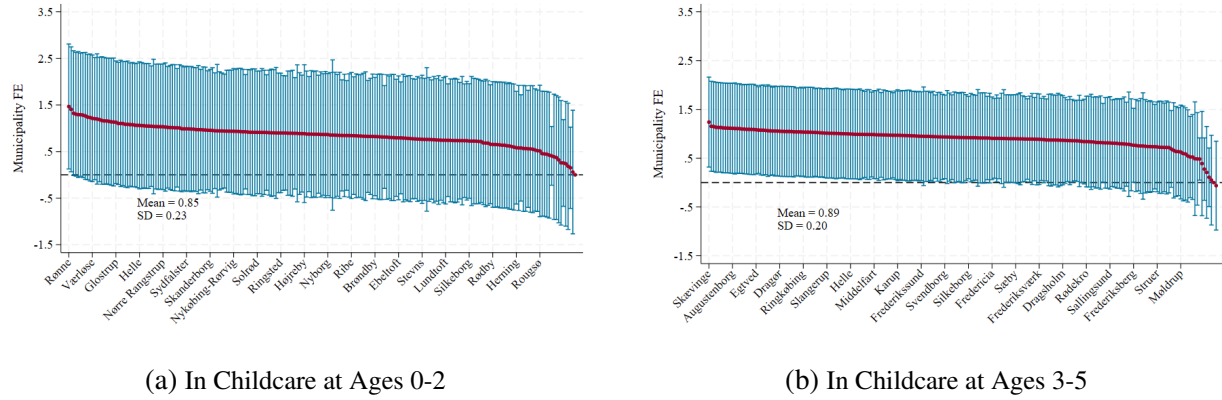 3.5
2.5
1.5
.5
-.5
-1.5
Municipality FE
Mean = 0.85
SD = 0.23
Rønne
Værløse
Glostrup
Helle
Nørre Rangstrup
Sydfalster
Skanderborg
Nykøbing-Rørvig
Solrød
Ringsted
Højreby
Nyborg
Ribe
Brøndby
Ebeltoft
Stevns
Lundtoft
Silkeborg
Rødby
Herning
Rougsø
(a) In Childcare at Ages 0-2
3.5
2.5
1.5
.5
-.5
-1.5
Municipality FE
Mean = 0.89
SD = 0.20
Skævinge
Augustenborg
Egtved
Dragør
Ringkøbing
Slangerup
Helle
Middelfart
Karup
Frederikssund
Svendborg
Silkeborg
Fredericia
Sæby
Frederiksværk
Dragsholm
Rødekro
Sallingsund
Frederiksberg
Struer
Møldrup
(b) In Childcare at Ages 3-5